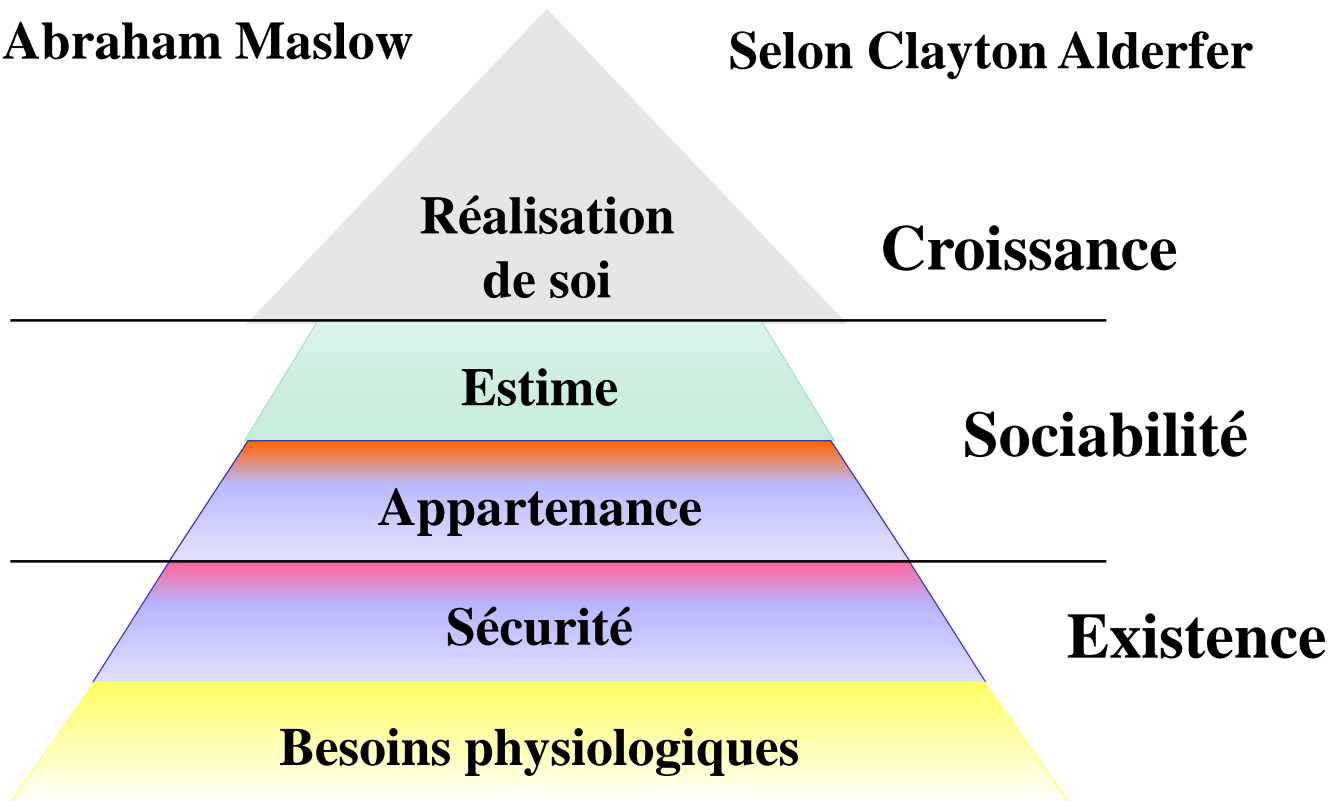 Abraham Maslow
Selon Clayton Alderfer
Réalisation
de soi
Croissance
Estime
Sociabilité
Appartenance
Sécurité
Existence
Besoins physiologiques